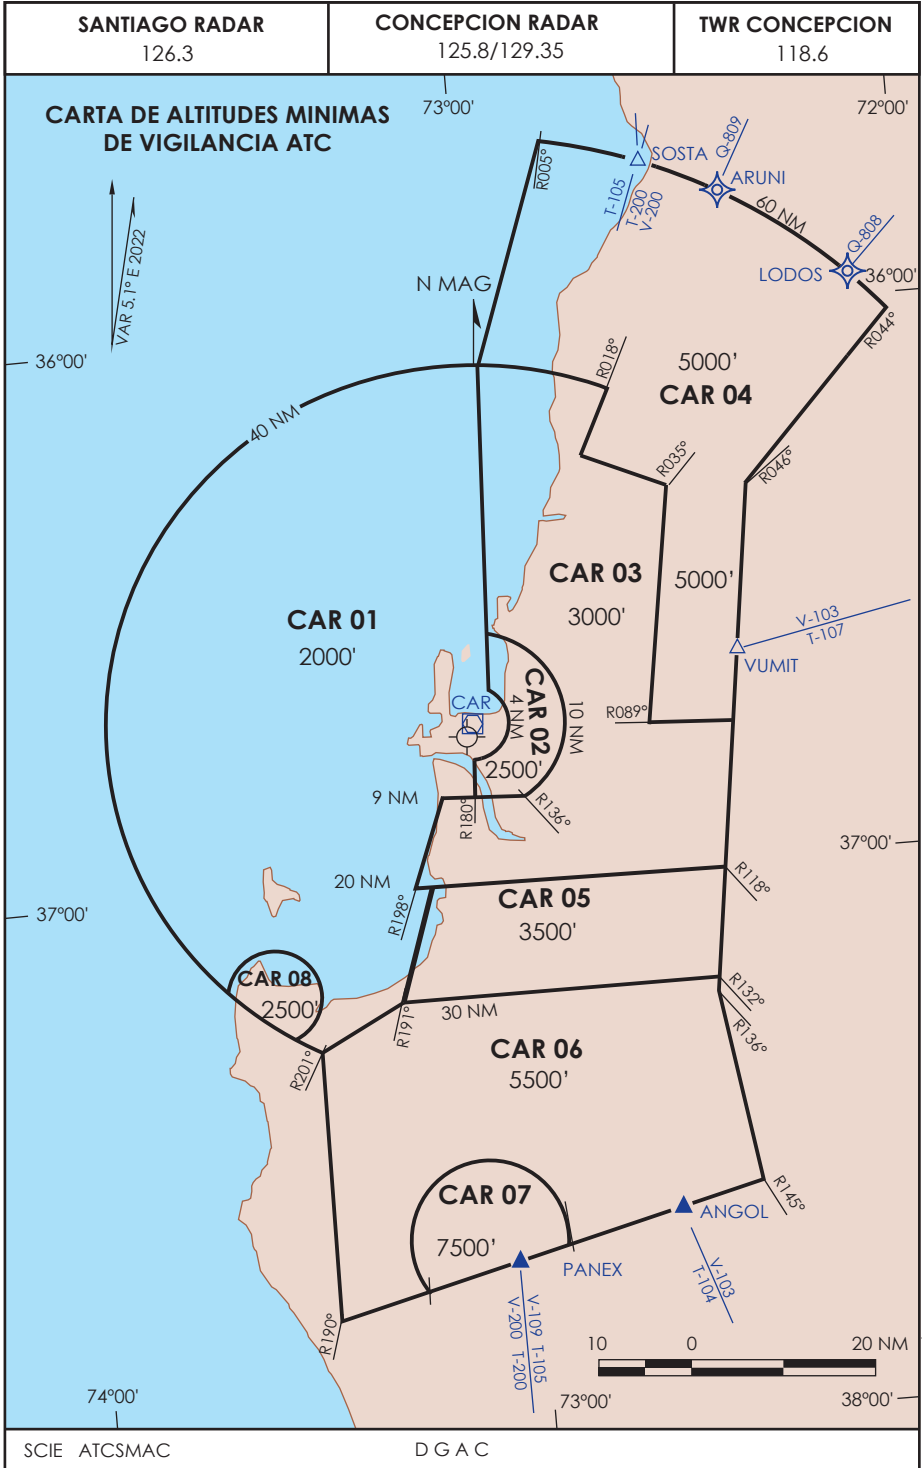 SANTIAGO RADAR
126.3
CONCEPCION RADAR
125.8/129.35
TWR CONCEPCION
118.6
CARTA DE ALTITUDES MINIMAS
DE VIGILANCIA ATC
73°00'
72°00'
VAR 5.1° E 2022
N MAG
R005°
SOSTA
Q-809
ARUNI
T-105
T-200
V-200
60 NM
Q-808
LODOS
36°00'
R044°
36°00'
R018°
5000'
CAR 04
40 NM
R035°
R046°
CAR 03
3000'
5000'
CAR 01
2000'
V-103
T-107
VUMIT
CAR
CAR 02
4 NM
10 NM
2500'
R089°
9 NM
R180°
R136°
37°00'
20 NM
R198°
R118°
CAR 05
3500'
37°00'
CAR 08
2500'
R191°
30 NM
R132°
R136°
R201°
CAR 06
5500'
CAR 07
7500'
R145°
ANGOL
PANEX
V-103
T-104
R190°
V-109 T-105
V-200 T-200
10 0 20 NM
74°00'
73°00'
38°00'
SCIE ATCSMAC
D G A C